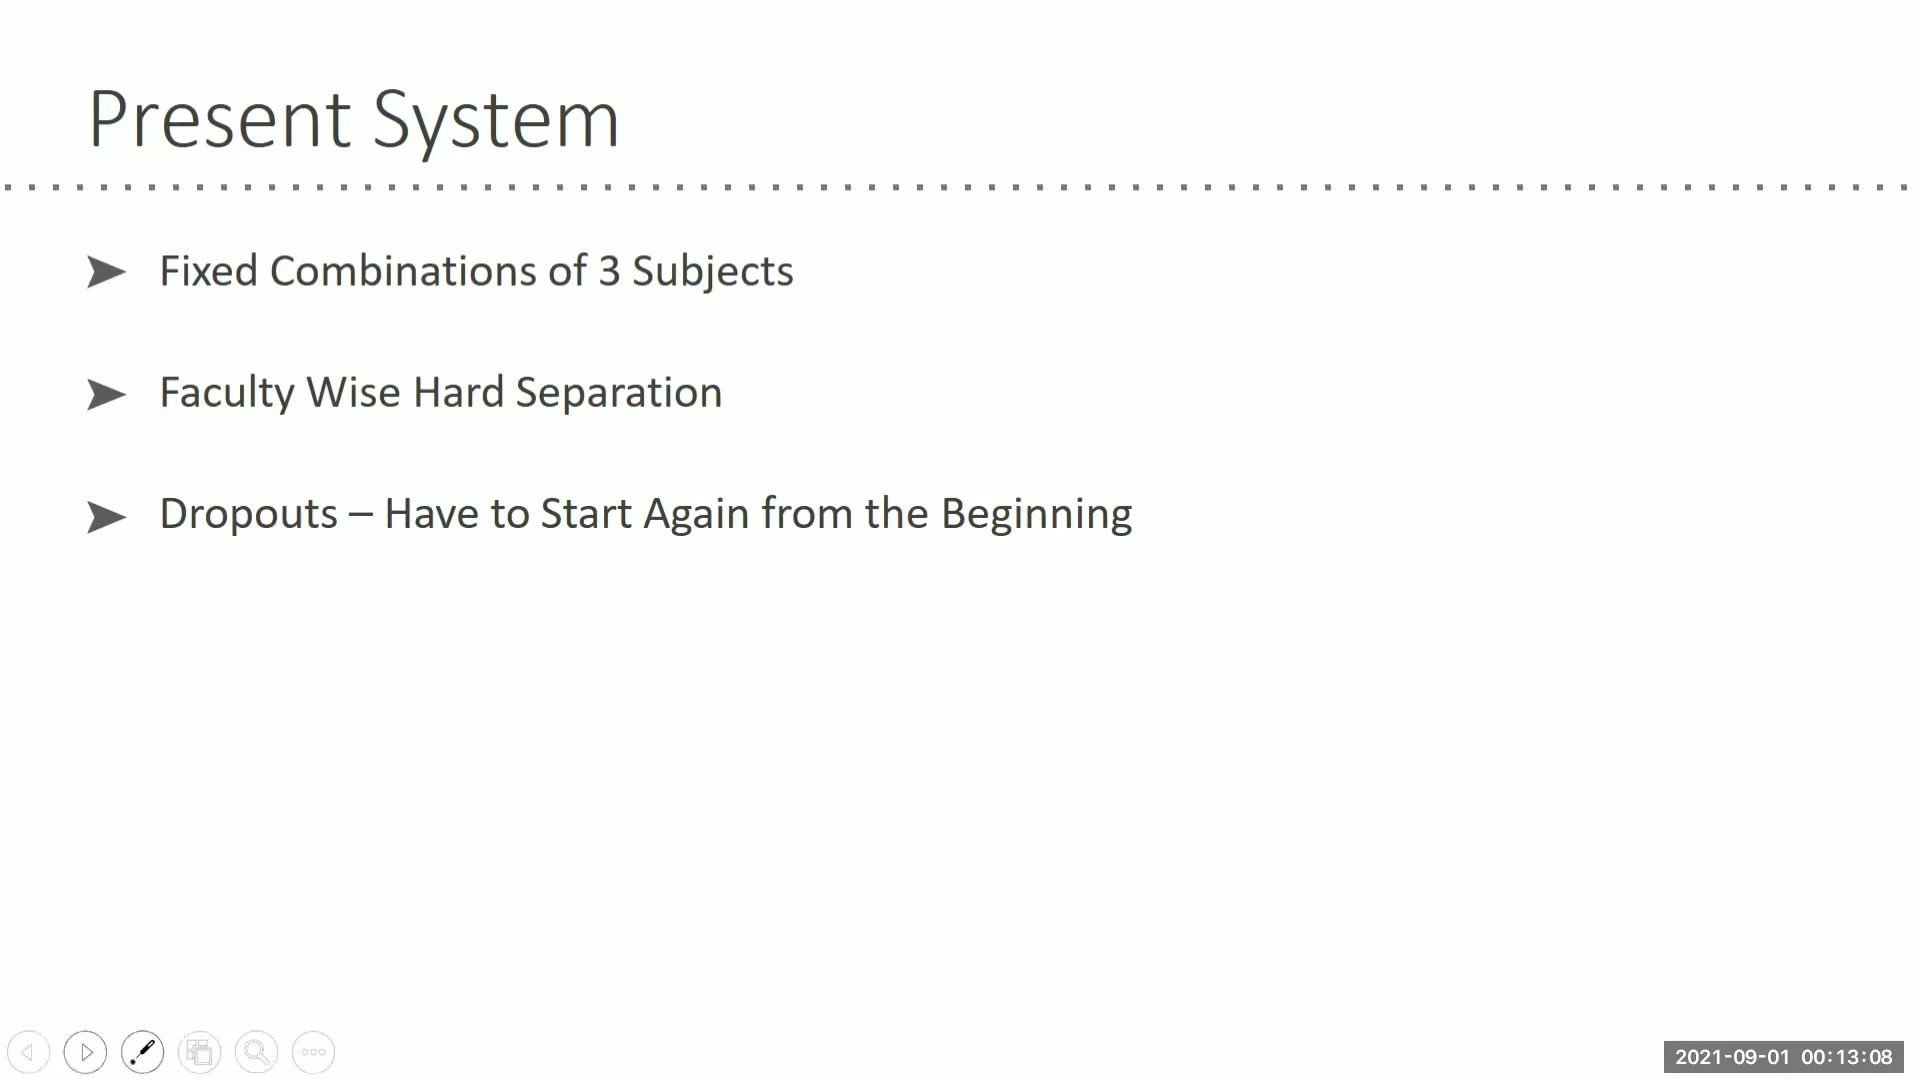 Present System
Fixed Combinations of 3 Subjects
Faculty Wise Hard Separation
Dropouts – Have to Start Again from the Beginning
2021-09-01 00:13:08